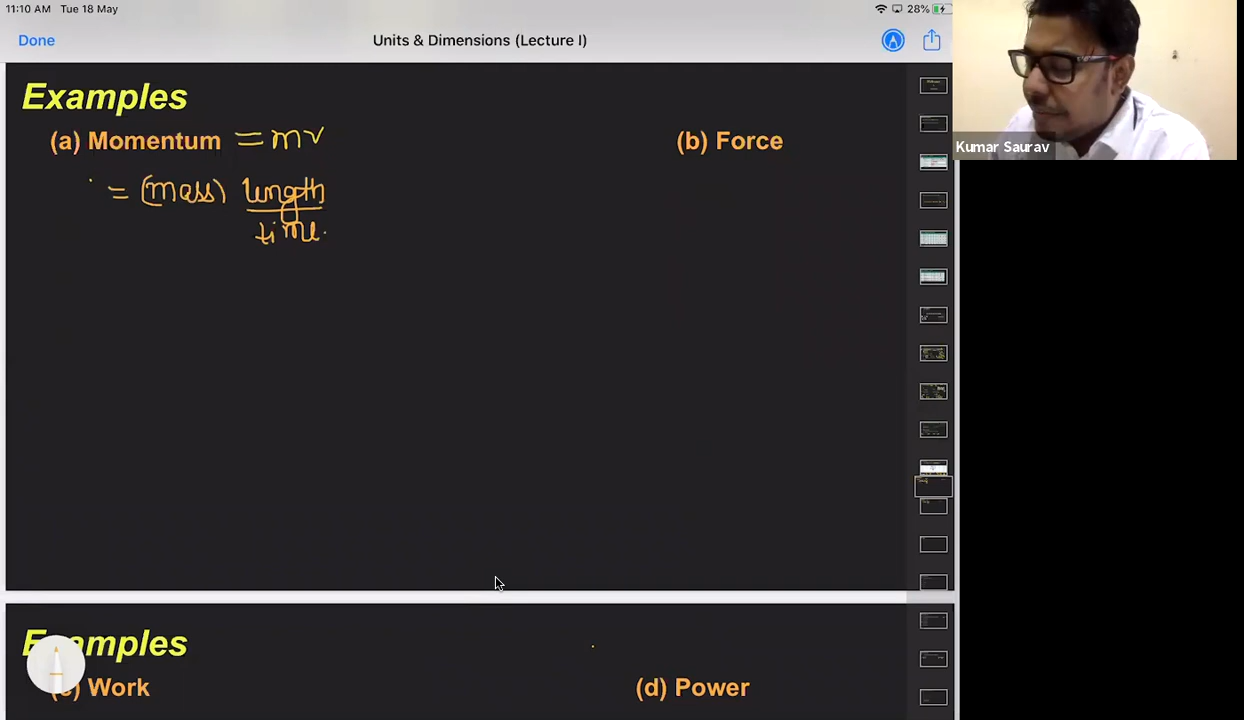 11:10 AM Tue 18 May
28%
Done
Units & Dimensions (Lecture I)
Examples
(a) Momentum = mv
(b) Force
= (mass) length
time.
Kumar Saurav
Examples
(c) Work
(d) Power